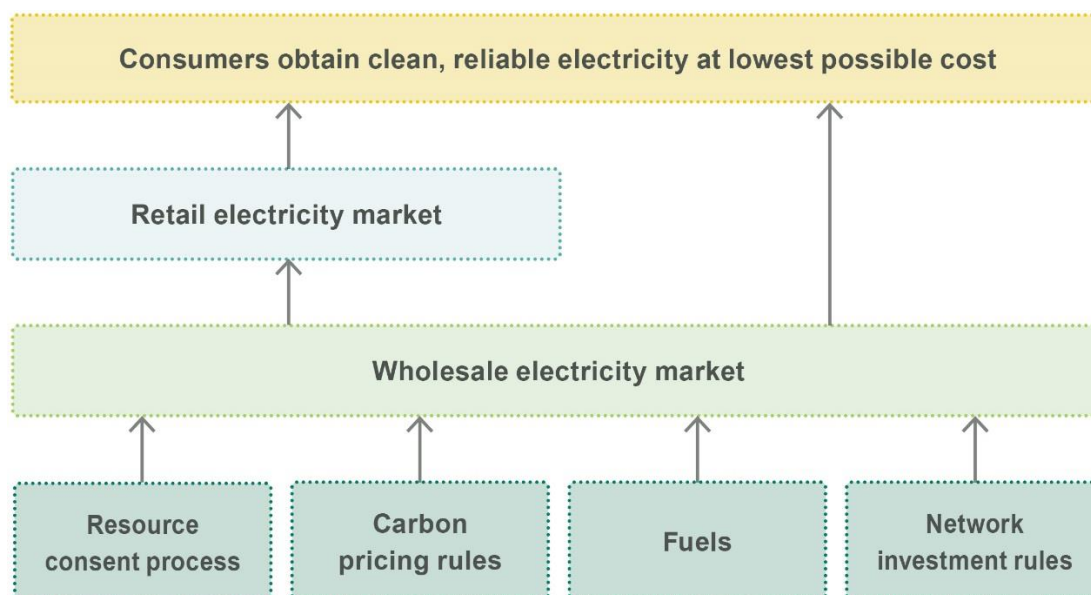 Consumers obtain clean, reliable electricity at lowest possible cost
Retail electricity market
Wholesale electricity market
Resource
consent process
Carbon
pricing rules
Fuels
Network
investment rules